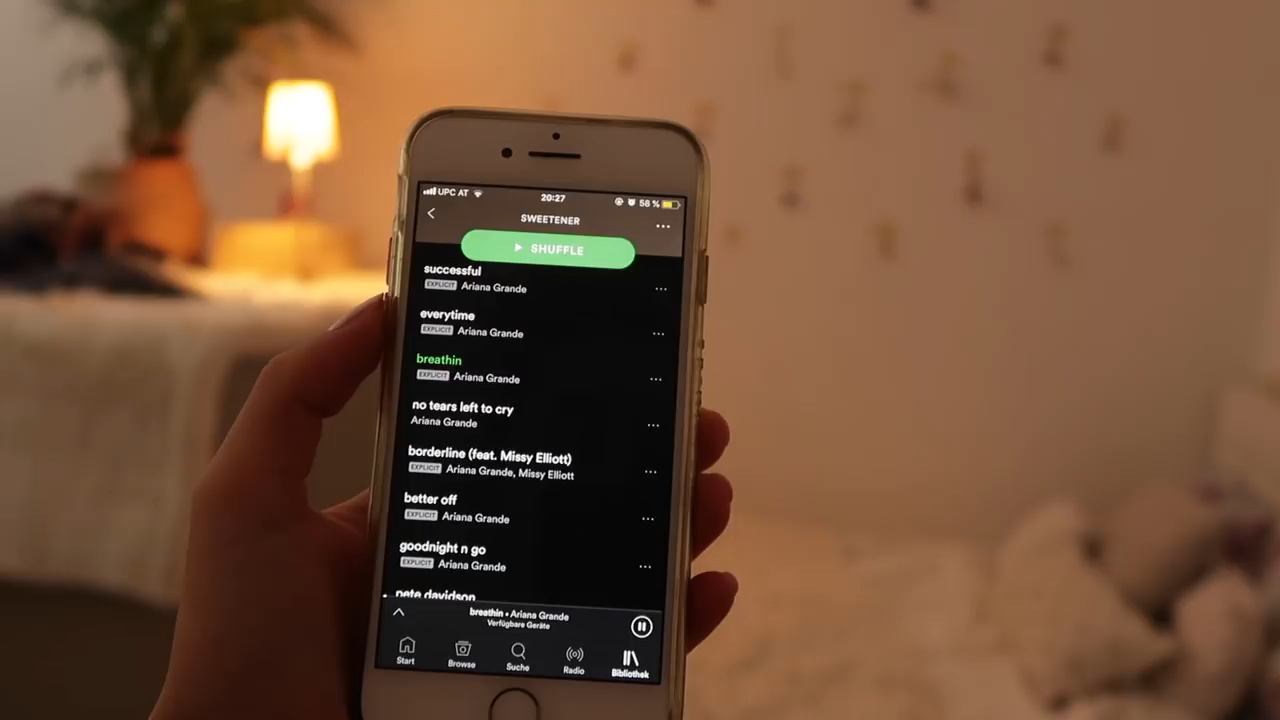 UPC AT 20:27 58 %
SWEETENER
SHUFFLE
successful
EXPLICIT Ariana Grande
everytime
EXPLICIT Ariana Grande
breathin
EXPLICIT Ariana Grande
no tears left to cry
Ariana Grande
borderline (feat. Missy Elliott)
EXPLICIT Ariana Grande, Missy Elliott
better off
EXPLICIT Ariana Grande
goodnight n go
EXPLICIT Ariana Grande
pete davidson
breathin • Ariana Grande
Verfügbare Geräte
Start Browse Suche Radio Bibliothek